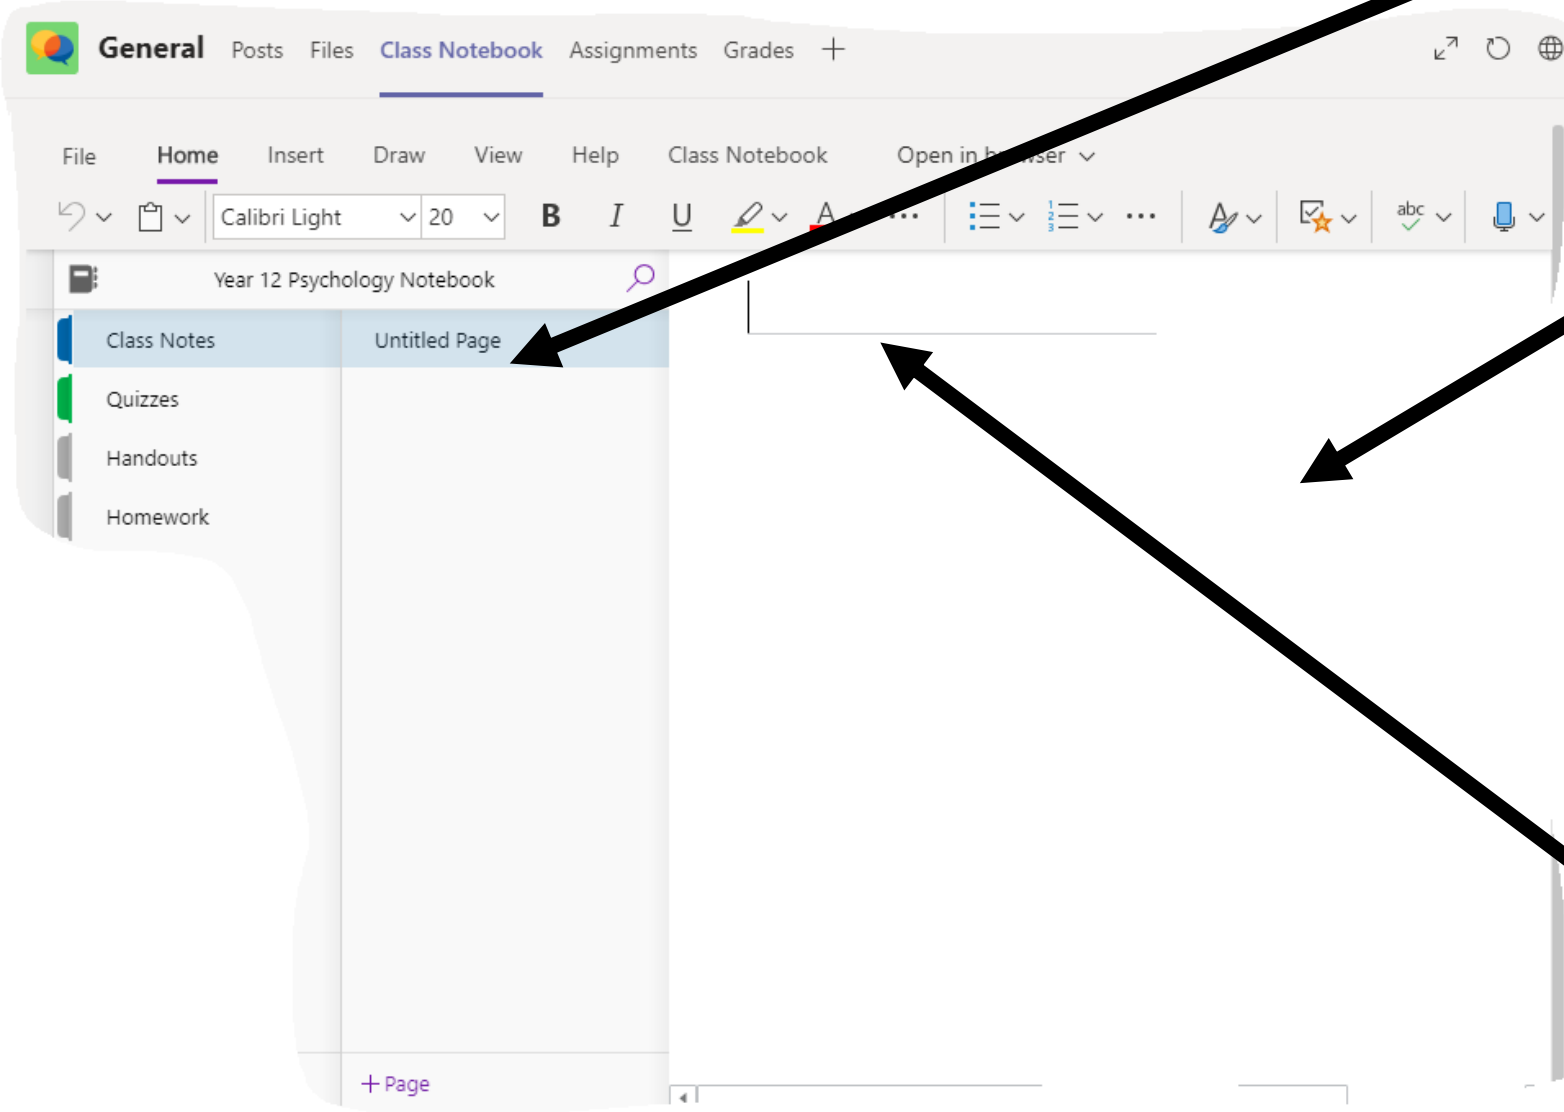 General Posts Files Class Notebook Assignments Grades
File Home Insert Draw View Help Class Notebook Open in browser
Calibri Light 20 B I U A abc
Year 12 Psychology Notebook
Class Notes Untitled Page
Quizzes
Handouts
Homework
+ Page